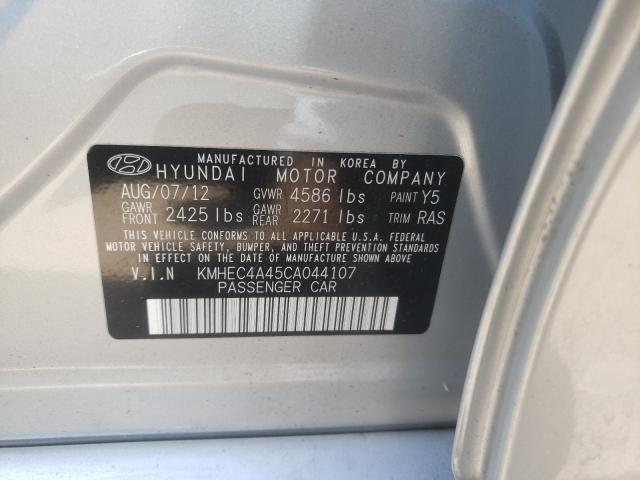 MANUFACTURED IN KOREA BY
HYUNDAI MOTOR COMPANY
AUG/07/12 GVWR 4586 lbs PAINT Y5
GAWR FRONT 2425 lbs GAWR REAR 2271 lbs TRIM RAS
THIS VEHICLE CONFORMS TO ALL APPLICABLE U.S.A. FEDERAL
MOTOR VEHICLE SAFETY, BUMPER, AND THEFT PREVENTION STANDARDS
IN EFFECT ON THE DATE OF MANUFACTURE SHOWN ABOVE.
V.I.N KMHEC4A45CA044107
PASSENGER CAR